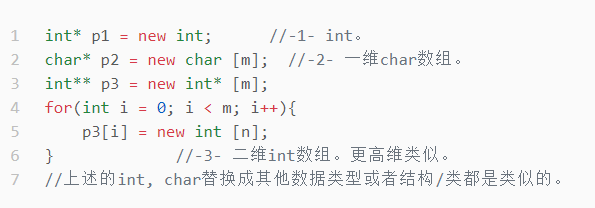 1 int* p1 = new int; //-1- int。
2 char* p2 = new char [m]; //-2- 一维char数组。
3 int** p3 = new int* [m];
4 for(int i = 0; i < m; i++){
5 p3[i] = new int [n];
6 } //-3- 二维int数组。更高维类似。
7 //上述的int, char替换成其他数据类型或者结构/类都是类似的。